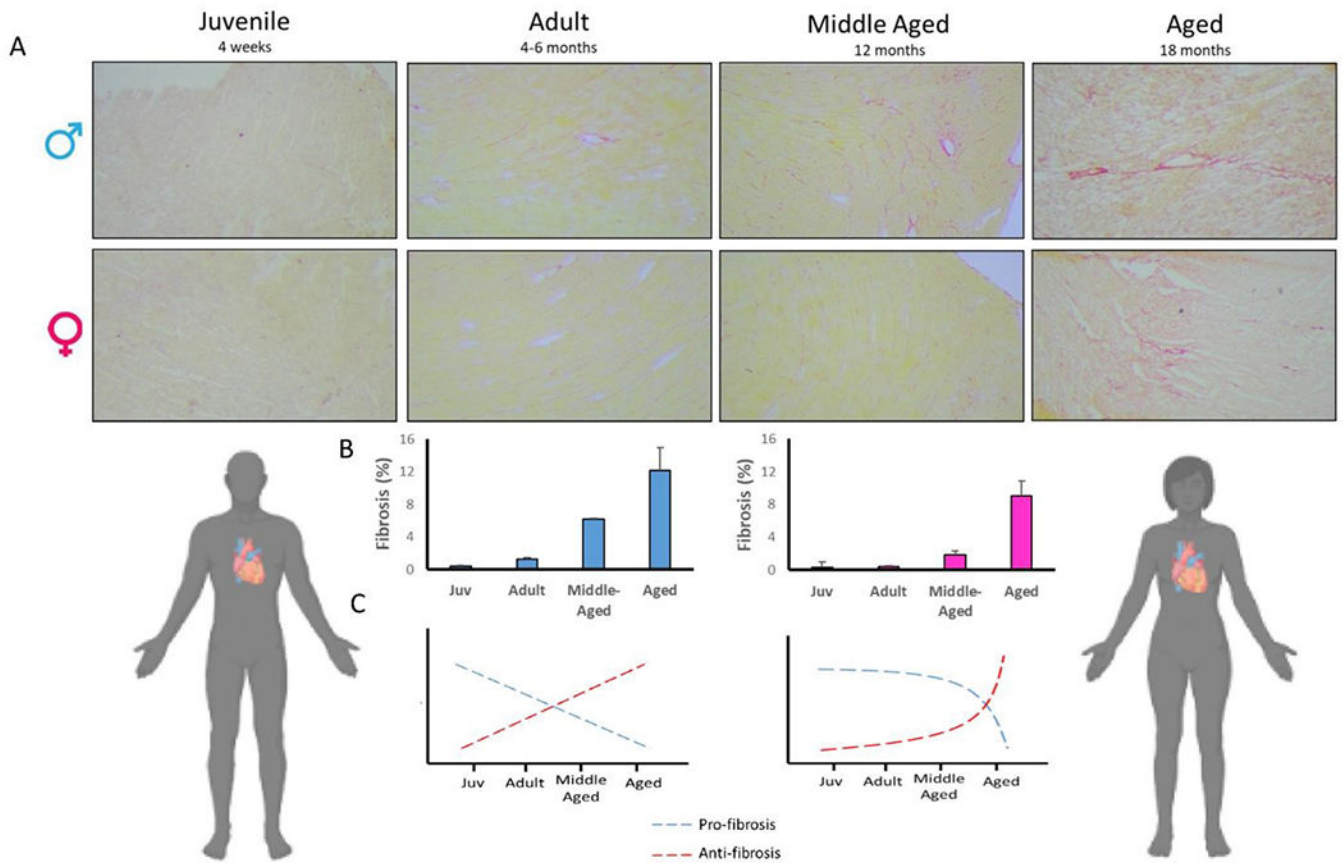 Juvenile
4 weeks
Adult
4-6 months
Middle Aged
12 months
Aged
18 months
A
♂
♀
B
Fibrosis (%)
16
12
8
4
0
Juv
Adult
Middle-
Aged
Aged
Fibrosis (%)
16
12
8
4
0
Juv
Adult
Middle-
Aged
Aged
C
Juv
Adult
Middle
Aged
Aged
Juv
Adult
Middle
Aged
Aged
Pro-fibrosis
Anti-fibrosis